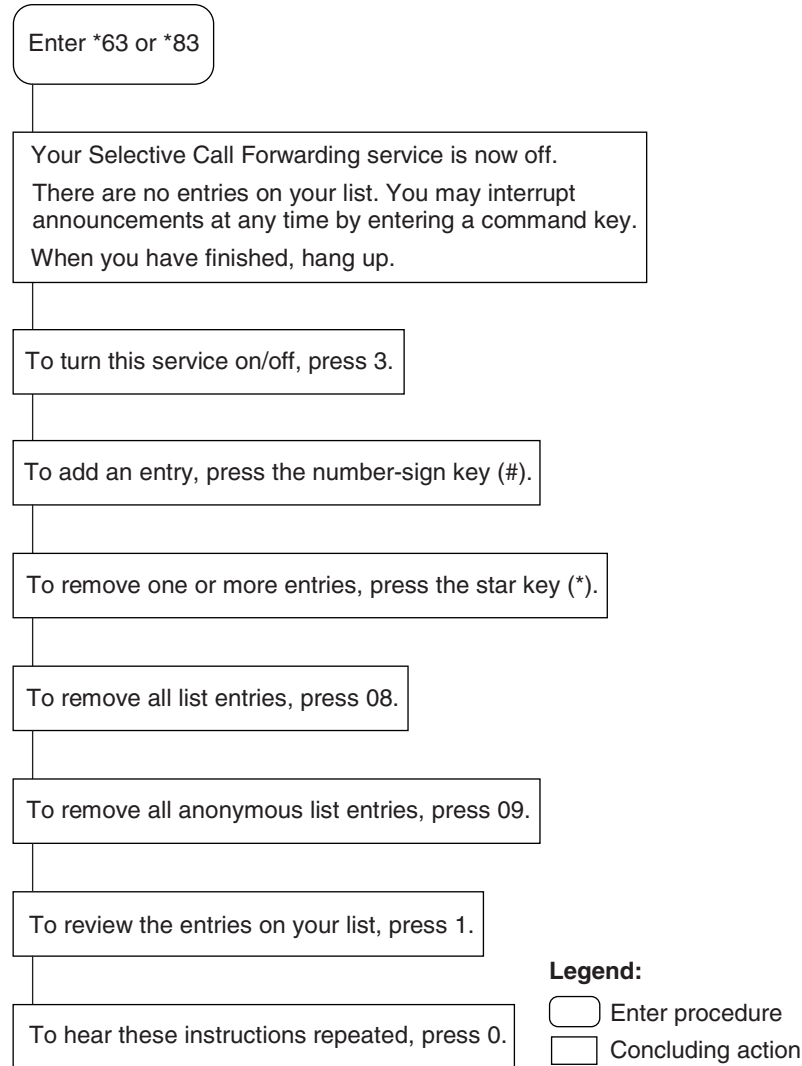 Enter *63 or *83
Your Selective Call Forwarding service is now off.
There are no entries on your list. You may interrupt
announcements at any time by entering a command key.
When you have finished, hang up.
To turn this service on/off, press 3.
To add an entry, press the number-sign key (#).
To remove one or more entries, press the star key (*).
To remove all list entries, press 08.
To remove all anonymous list entries, press 09.
To review the entries on your list, press 1.
To hear these instructions repeated, press 0.
Legend:
Enter procedure
Concluding action